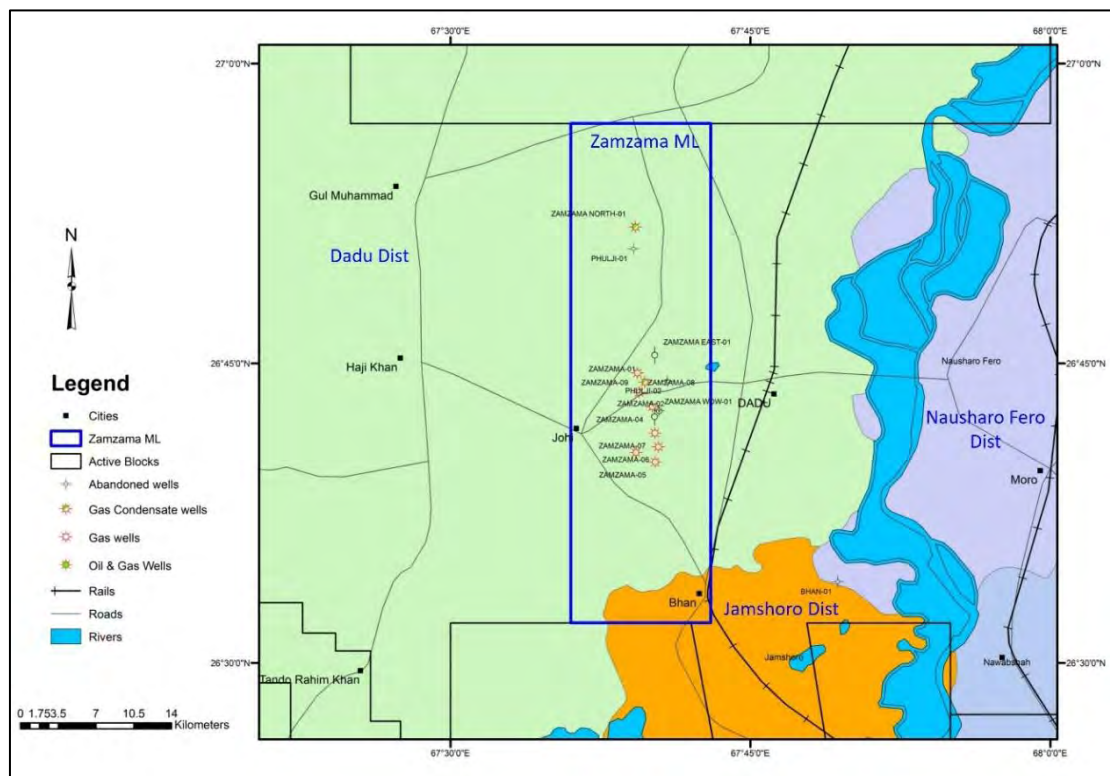 67°30'0"E
67°45'0"E
68°0'0"E
27°0'0"N
27°0'0"N
Zamzama ML
Gul Muhammad
ZAMZAMA NORTH-01
N
Dadu Dist
PHULJI-01
ZAMZAMA EAST-01
26°45'0"N
26°45'0"N
Haji Khan
ZAMZAMA-01
Nausharo Fero
ZAMZAMA-09
ZAMZAMA-08
PHULJI-02
DADU
ZAMZAMA-02
ZAMZAMA WDW-01
Nausharo Fero
Dist
ZAMZAMA-04
Johi
ZAMZAMA-07
ZAMZAMA-06
ZAMZAMA-05
Moro
Legend
Cities
Zamzama ML
Active Blocks
Abandoned wells
Gas Condensate wells
Gas wells
Oil & Gas Wells
Rails
Roads
Rivers
BHAN-01
Bhan
Jamshoro Dist
Jamshoro
Nawabshah
26°30'0"N
26°30'0"N
Tando Rahim Khan
0 1.753.5 7 10.5 14
Kilometers
67°30'0"E
67°45'0"E
68°0'0"E